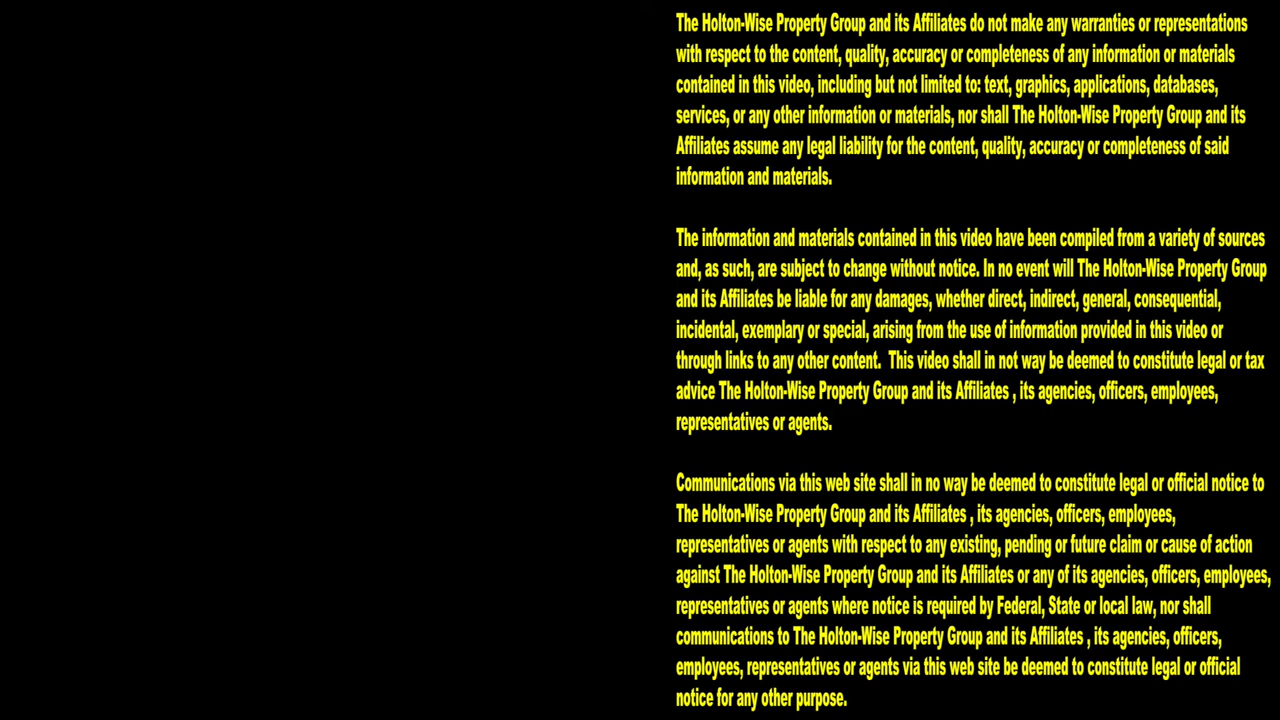 The Holton-Wise Property Group and its Affiliates do not make any warranties or representations
with respect to the content, quality, accuracy or completeness of any information or materials
contained in this video, including but not limited to: text, graphics, applications, databases,
services, or any other information or materials, nor shall The Holton-Wise Property Group and its
Affiliates assume any legal liability for the content, quality, accuracy or completeness of said
information and materials.
The information and materials contained in this video have been compiled from a variety of sources
and, as such, are subject to change without notice. In no event will The Holton-Wise Property Group
and its Affiliates be liable for any damages, whether direct, indirect, general, consequential,
incidental, exemplary or special, arising from the use of information provided in this video or
through links to any other content.  This video shall in not way be deemed to constitute legal or tax
advice The Holton-Wise Property Group and its Affiliates , its agencies, officers, employees,
representatives or agents.
Communications via this web site shall in no way be deemed to constitute legal or official notice to
The Holton-Wise Property Group and its Affiliates , its agencies, officers, employees,
representatives or agents with respect to any existing, pending or future claim or cause of action
against The Holton-Wise Property Group and its Affiliates or any of its agencies, officers, employees,
representatives or agents where notice is required by Federal, State or local law, nor shall
communications to The Holton-Wise Property Group and its Affiliates , its agencies, officers,
employees, representatives or agents via this web site be deemed to constitute legal or official
notice for any other purpose.